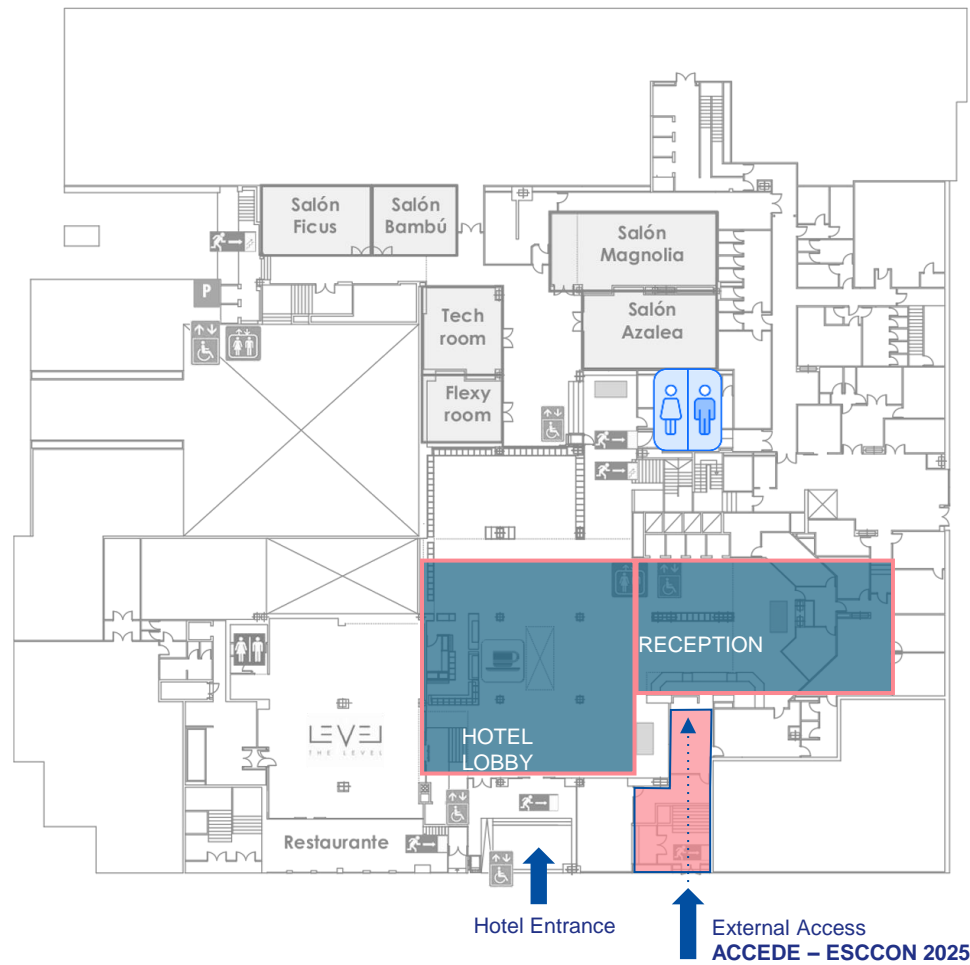 Salón
Ficus
Salón
Bambú
Salón
Magnolia
P
Tech
room
Salón
Azalea
Flexy
room
RECEPTION
LEVEL
THE LEVEL
HOTEL
LOBBY
Restaurante
Hotel Entrance
External Access
ACCEDE – ESCCON 2025